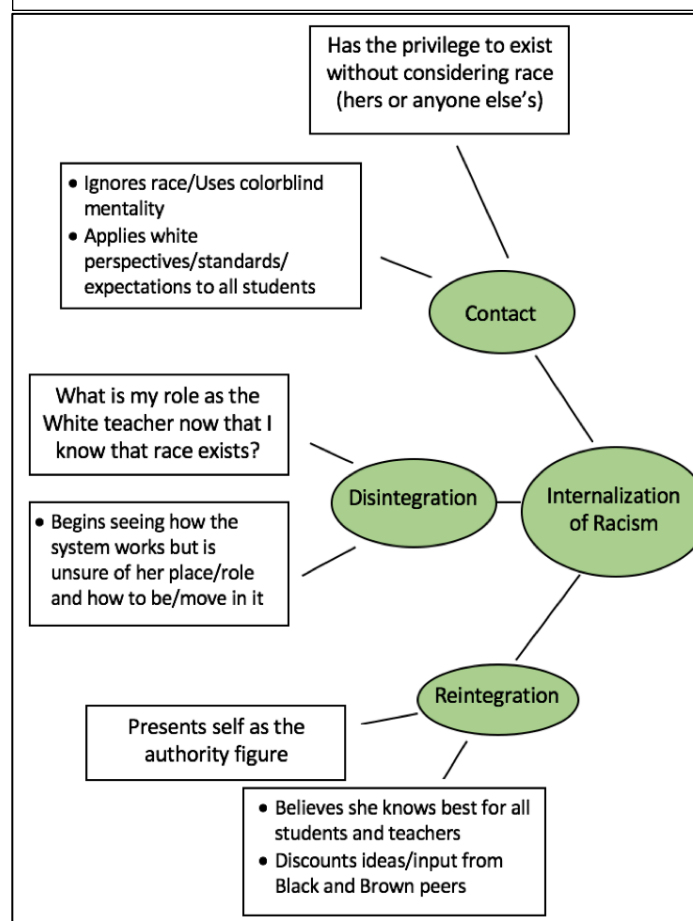 Has the privilege to exist
without considering race
(hers or anyone else’s)
• Ignores race/Uses colorblind
mentality
• Applies white
perspectives/standards/
expectations to all students
Contact
What is my role as the
White teacher now that I
know that race exists?
Disintegration
Internalization
of Racism
• Begins seeing how the
system works but is
unsure of her place/role
and how to be/move in it
Reintegration
Presents self as the
authority figure
• Believes she knows best for all
students and teachers
• Discounts ideas/input from
Black and Brown peers